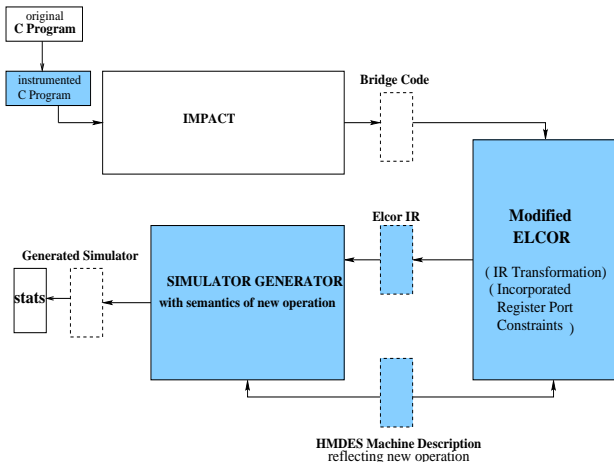 original
C Program
instrumented
C Program
IMPACT
Bridge Code
Modified
ELCOR
( IR Transformation)
( Incorporated
Register Port
Constraints )
Elcor IR
SIMULATOR GENERATOR
with semantics of new operation
Generated Simulator
stats
HMDES Machine Description
reflecting new operation